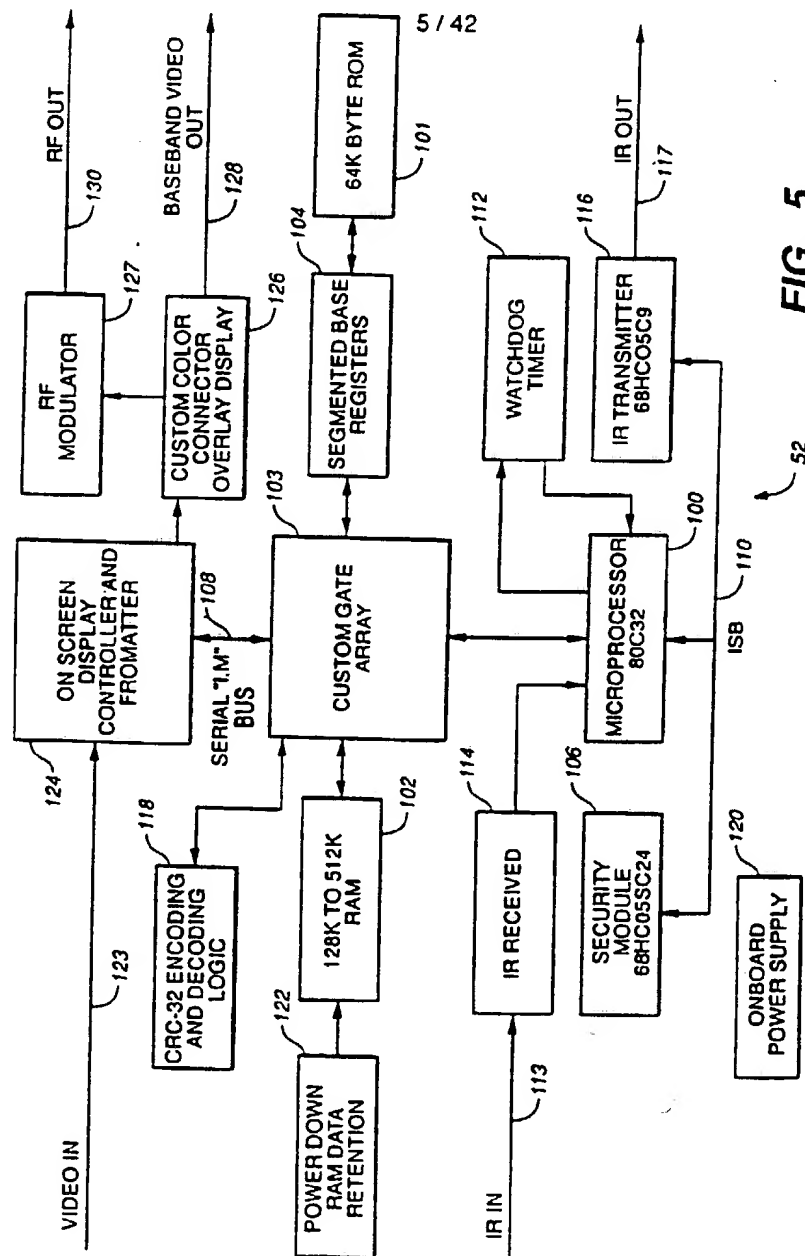 5 / 42
VIDEO IN
123
124
ON SCREEN
DISPLAY
CONTROLLER AND
FROMATTER
RF
MODULATOR
127
130
RF OUT
CUSTOM COLOR
CONNECTOR
OVERLAY DISPLAY
126
128
BASEBAND VIDEO
OUT
SERIAL "I.M"
BUS
108
118
CRC-32 ENCODING
AND DECODING
LOGIC
122
POWER DOWN
RAM DATA
RETENTION
102
128K TO 512K
RAM
103
CUSTOM GATE
ARRAY
104
SEGMENTED BASE
REGISTERS
101
64K BYTE ROM
IR IN
113
114
IR RECEIVED
106
SECURITY
MODULE
68HC05SC24
100
MICROPROCESSOR
80C32
112
WATCHDOG
TIMER
116
IR TRANSMITTER
68HCO5C9
IR OUT
117
ISB
110
120
ONBOARD
POWER SUPPLY
52
FIG. 5